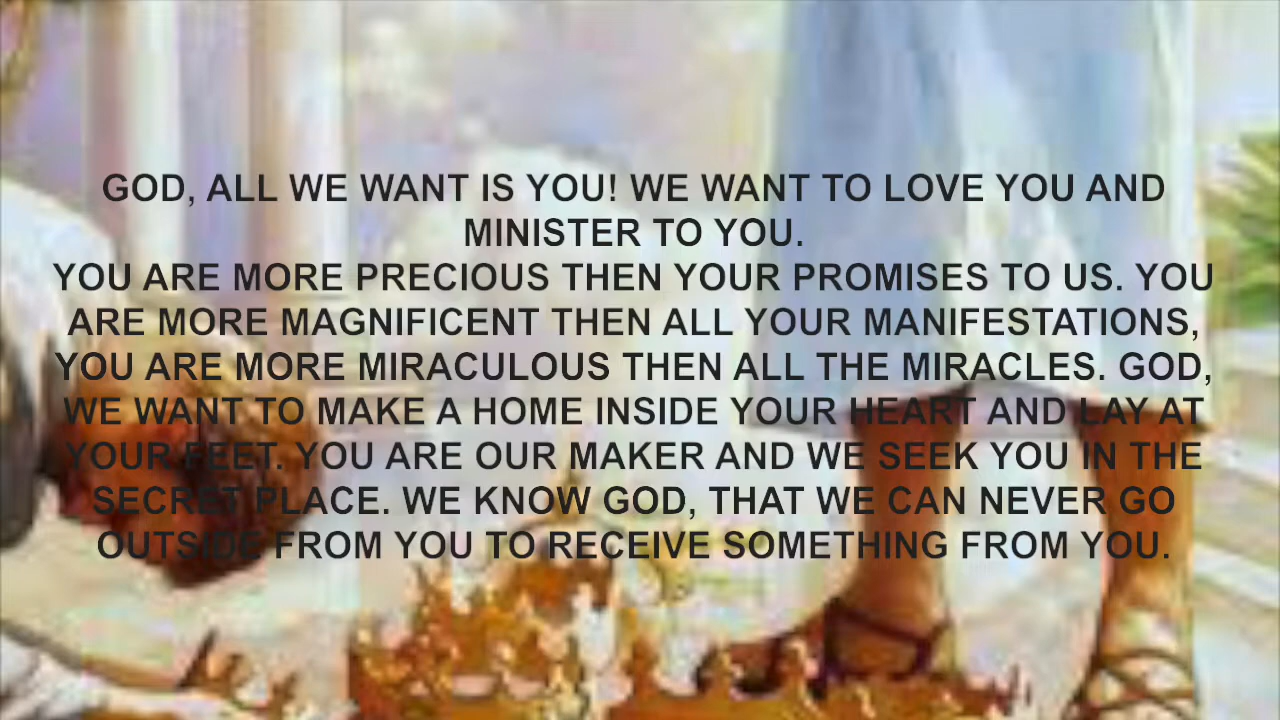 GOD, ALL WE WANT IS YOU! WE WANT TO LOVE YOU AND
MINISTER TO YOU.
YOU ARE MORE PRECIOUS THEN YOUR PROMISES TO US. YOU
ARE MORE MAGNIFICENT THEN ALL YOUR MANIFESTATIONS,
YOU ARE MORE MIRACULOUS THEN ALL THE MIRACLES. GOD,
WE WANT TO MAKE A HOME INSIDE YOUR HEART AND LAY AT
YOUR FEET. YOU ARE OUR MAKER AND WE SEEK YOU IN THE
SECRET PLACE. WE KNOW GOD, THAT WE CAN NEVER GO
OUTSIDE FROM YOU TO RECEIVE SOMETHING FROM YOU.